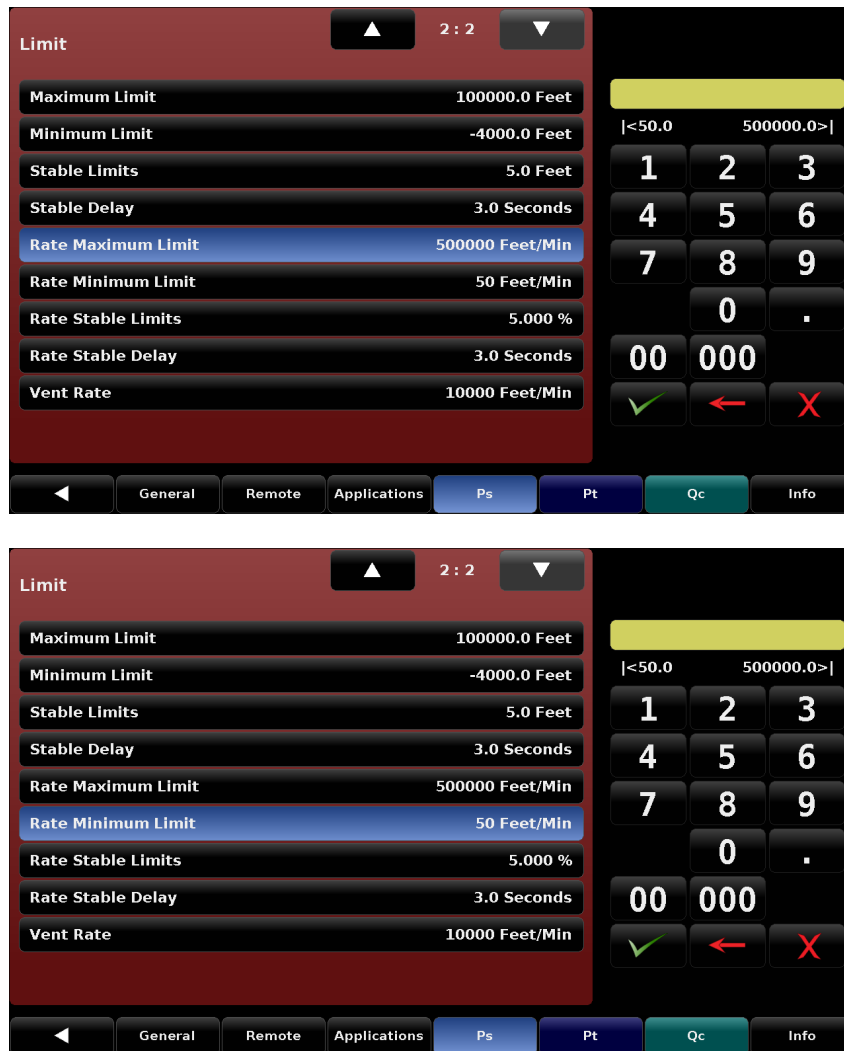 ▲ 2 : 2 ▼
Limit
Maximum Limit 100000.0 Feet
Minimum Limit -4000.0 Feet
|<50.0 500000.0>|
Stable Limits 5.0 Feet
1 2 3
Stable Delay 3.0 Seconds
4 5 6
Rate Maximum Limit 500000 Feet/Min
7 8 9
Rate Minimum Limit 50 Feet/Min
Rate Stable Limits 5.000 %
0 .
Rate Stable Delay 3.0 Seconds
00 000
Vent Rate 10000 Feet/Min
✓ ← X
◀ General Remote Applications Ps Pt Qc Info
▲ 2 : 2 ▼
Limit
Maximum Limit 100000.0 Feet
Minimum Limit -4000.0 Feet
|<50.0 500000.0>|
Stable Limits 5.0 Feet
1 2 3
Stable Delay 3.0 Seconds
4 5 6
Rate Maximum Limit 500000 Feet/Min
7 8 9
Rate Minimum Limit 50 Feet/Min
Rate Stable Limits 5.000 %
0 .
Rate Stable Delay 3.0 Seconds
00 000
Vent Rate 10000 Feet/Min
✓ ← X
◀ General Remote Applications Ps Pt Qc Info